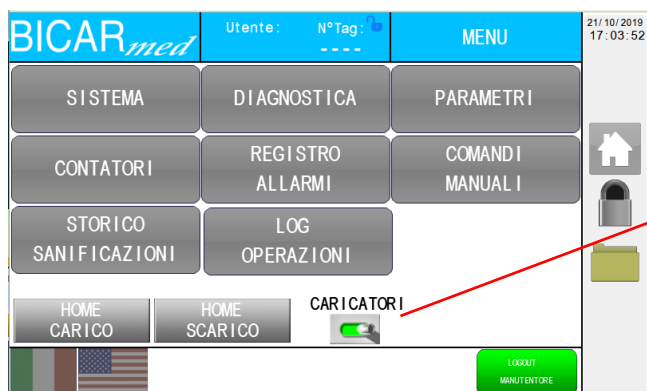 BICARmed
Utente: N°Tag:
----
MENU
21/10/2019
17:03:52
SISTEMA
DIAGNOSTICA
PARAMETRI
CONTATORI
REGISTRO
ALLARMI
COMANDI
MANUALI
STORICO
SANIFICAZIONI
LOG
OPERAZIONI
HOME
CARICO
HOME
SCARICO
CARICATORI
LOGOUT
MANUTENTORE